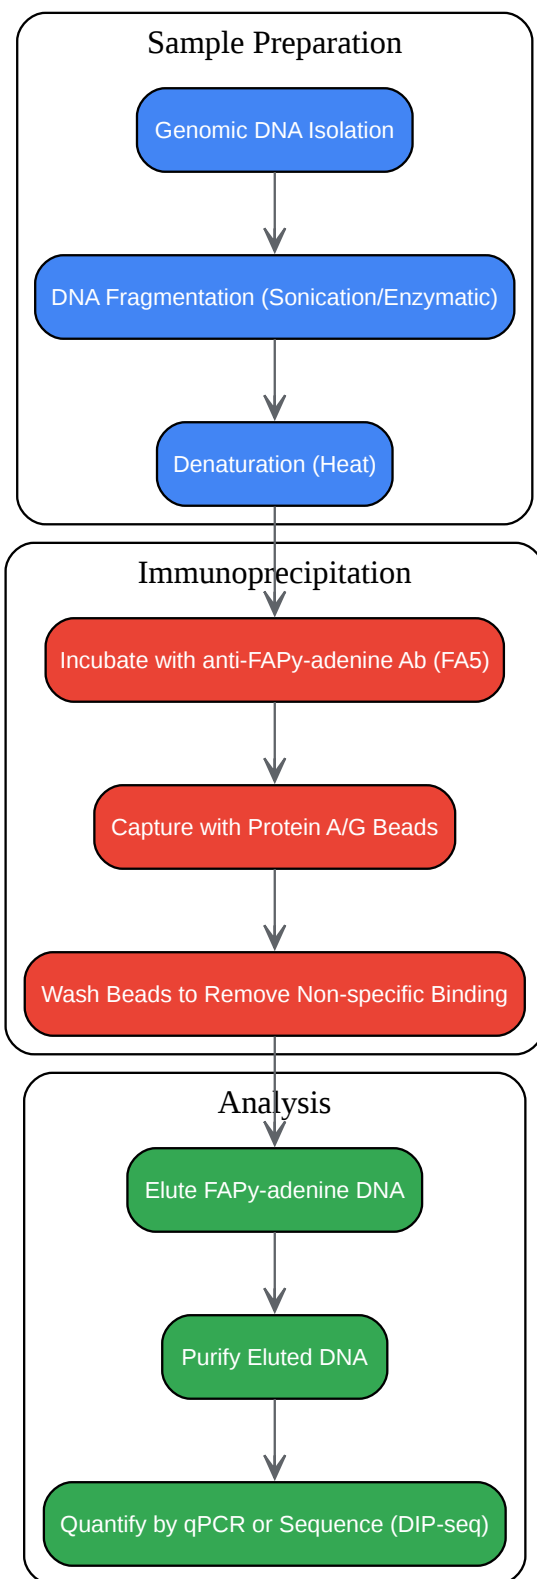 Sample Preparation
Genomic DNA Isolation
DNA Fragmentation (Sonication/Enzymatic)
Denaturation (Heat)
Immunoprecipitation
Incubate with anti-FAPy-adenine Ab (FA5)
Capture with Protein A/G Beads
Wash Beads to Remove Non-specific Binding
Analysis
Elute FAPy-adenine DNA
Purify Eluted DNA
Quantify by qPCR or Sequence (DIP-seq)